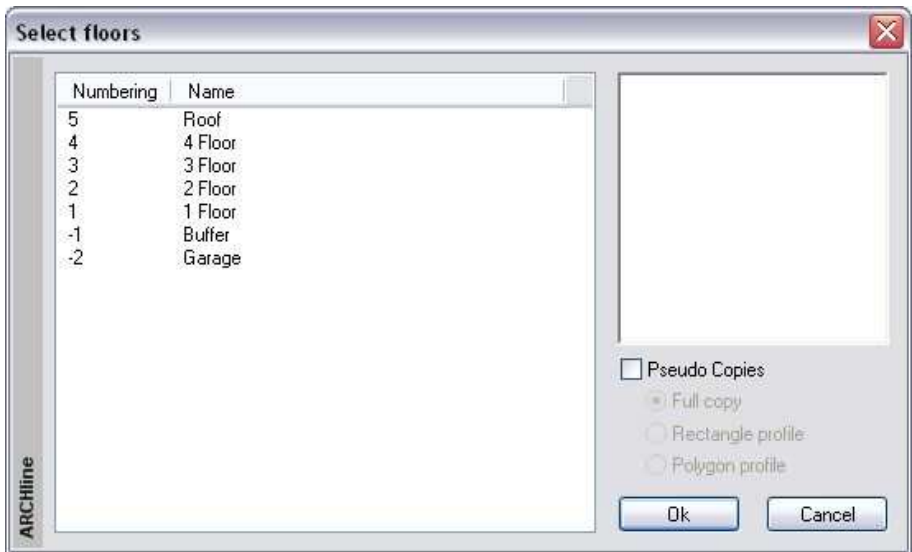 Select floors
Numbering Name
5 Roof
4 4 Floor
3 3 Floor
2 2 Floor
1 1 Floor
-1 Buffer
-2 Garage
Pseudo Copies
Full copy
Rectangle profile
Polygon profile
Ok Cancel
ARCHline